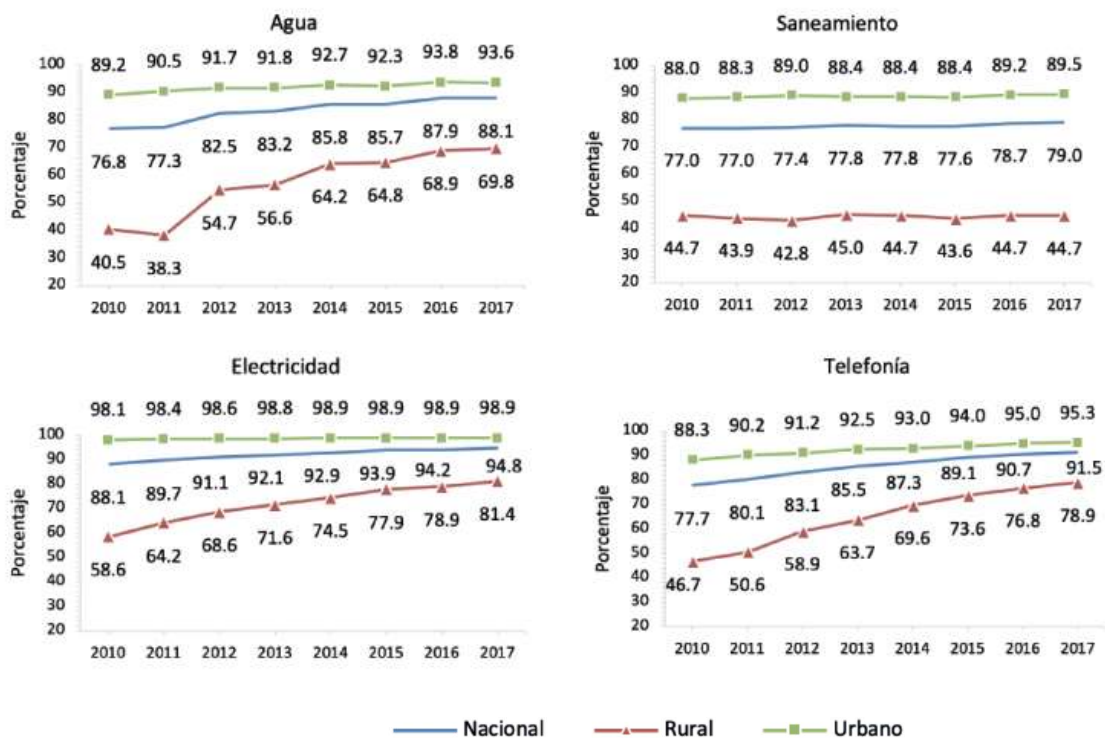 Agua
89.2 90.5 91.7 91.8 92.7 92.3 93.8 93.6
100
90
80
70
60
50
40
30
20
Porcentaje
76.8 77.3 82.5 83.2 85.8 85.7 87.9 88.1
40.5 38.3 54.7 56.6 64.2 64.8 68.9 69.8
2010 2011 2012 2013 2014 2015 2016 2017
Saneamiento
88.0 88.3 89.0 88.4 88.4 88.4 89.2 89.5
100
90
80
70
60
50
40
30
20
Porcentaje
77.0 77.0 77.4 77.8 77.8 77.6 78.7 79.0
44.7 43.9 42.8 45.0 44.7 43.6 44.7 44.7
2010 2011 2012 2013 2014 2015 2016 2017
Electricidad
98.1 98.4 98.6 98.8 98.9 98.9 98.9 98.9
100
90
80
70
60
50
40
30
20
Porcentaje
88.1 89.7 91.1 92.1 92.9 93.9 94.2 94.8
58.6 64.2 68.6 71.6 74.5 77.9 78.9 81.4
2010 2011 2012 2013 2014 2015 2016 2017
Telefonía
88.3 90.2 91.2 92.5 93.0 94.0 95.0 95.3
100
90
80
70
60
50
40
30
20
Porcentaje
77.7 80.1 83.1 85.5 87.3 89.1 90.7 91.5
46.7 50.6 58.9 63.7 69.6 73.6 76.8 78.9
2010 2011 2012 2013 2014 2015 2016 2017
Nacional Rural Urbano